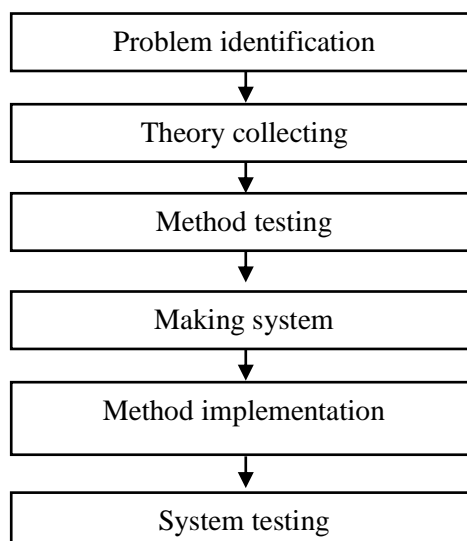 Problem identification
Theory collecting
Method testing
Making system
Method implementation
System testing